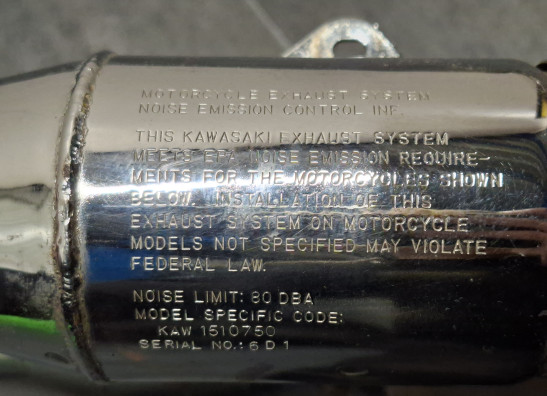 MOTORCYCLE EXHAUST SYSTEM
NOISE EMISSION CONTROL INF.
THIS KAWASAKI EXHAUST SYSTEM
MEETS EPA NOISE EMISSION REQUIRE-
MENTS FOR THE MOTORCYCLES SHOWN
BELOW. INSTALLATION OF THIS
EXHAUST SYSTEM ON MOTORCYCLE
MODELS NOT SPECIFIED MAY VIOLATE
FEDERAL LAW.
NOISE LIMIT: 80 DBA
MODEL SPECIFIC CODE:
KAW 1510750
SERIAL NO.: 6 D 1